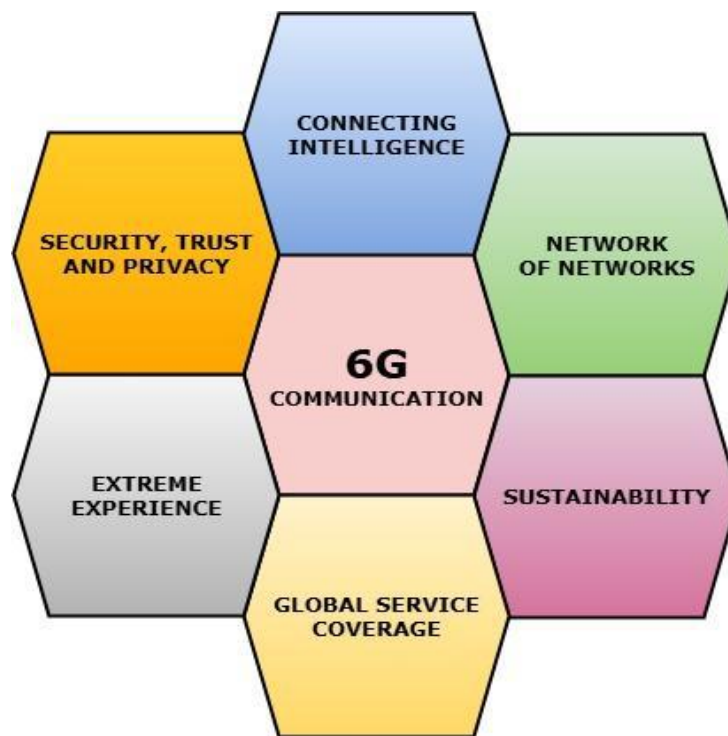 CONNECTING
INTELLIGENCE
SECURITY, TRUST
AND PRIVACY
NETWORK
OF NETWORKS
6G
COMMUNICATION
EXTREME
EXPERIENCE
SUSTAINABILITY
GLOBAL SERVICE
COVERAGE